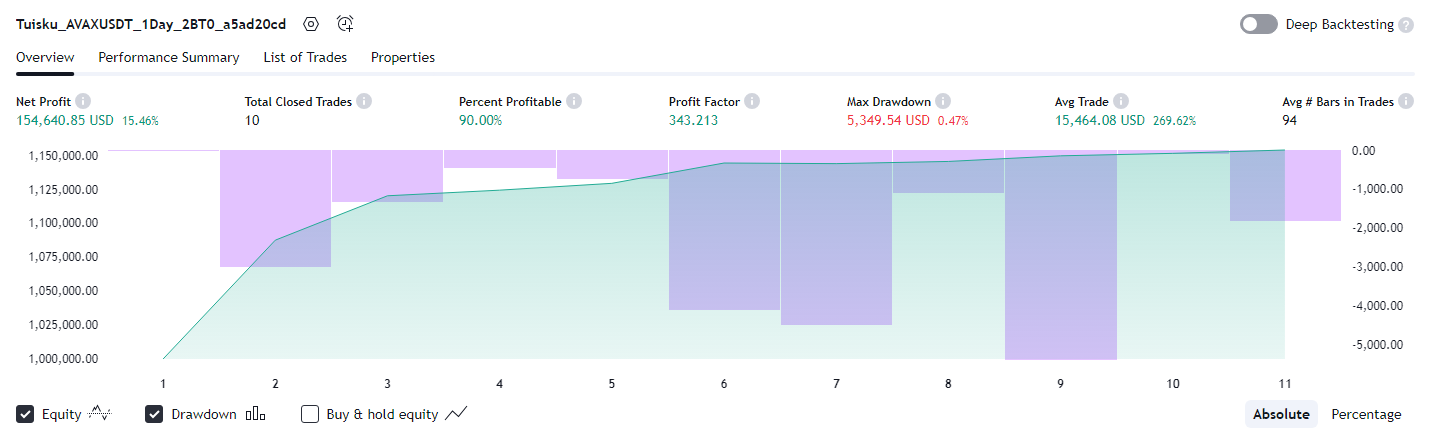 Tuisku_AVAXUSDT_1Day_2BT0_a5ad20cd Deep Backtesting ?
Overview Performance Summary List of Trades Properties
Net Profit i Total Closed Trades i Percent Profitable i Profit Factor i Max Drawdown i Avg Trade i Avg # Bars in Trades i
154,640.85 USD 15.46% 10 90.00% 343.213 5,349.54 USD 0.47% 15,464.08 USD 269.62% 94
1,150,000.00 0.00
1,125,000.00 -1,000.00
1,100,000.00 -2,000.00
1,075,000.00 -3,000.00
1,050,000.00 -4,000.00
1,025,000.00 -5,000.00
1,000,000.00
1 2 3 4 5 6 7 8 9 10 11
Equity Drawdown Buy & hold equity Absolute Percentage